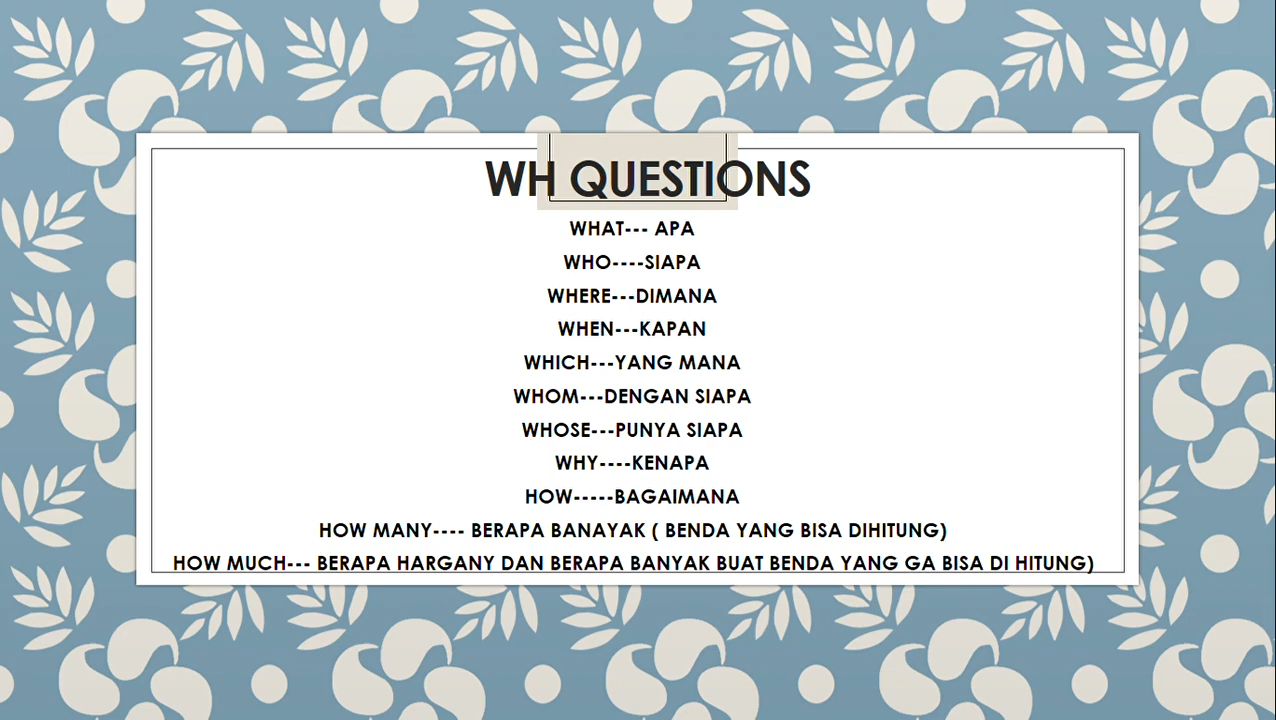 WH QUESTIONS
WHAT--- APA
WHO----SIAPA
WHERE---DIMANA
WHEN---KAPAN
WHICH---YANG MANA
WHOM---DENGAN SIAPA
WHOSE---PUNYA SIAPA
WHY----KENAPA
HOW-----BAGAIMANA
HOW MANY---- BERAPA BANAYAK ( BENDA YANG BISA DIHITUNG)
HOW MUCH--- BERAPA HARGANY DAN BERAPA BANYAK BUAT BENDA YANG GA BISA DI HITUNG)